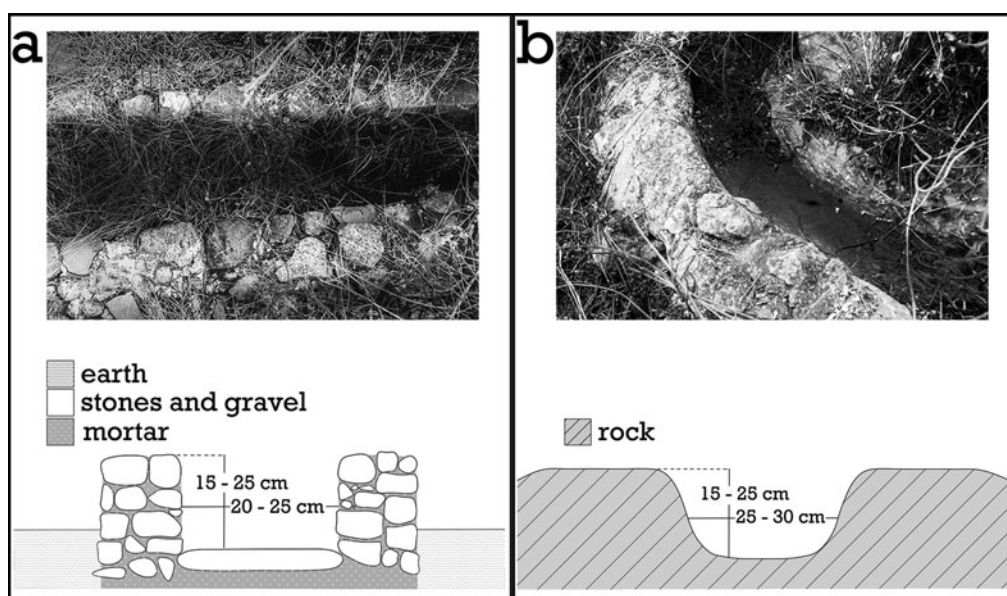 a
earth
stones and gravel
mortar
15 - 25 cm
20 - 25 cm
b
rock
15 - 25 cm
25 - 30 cm